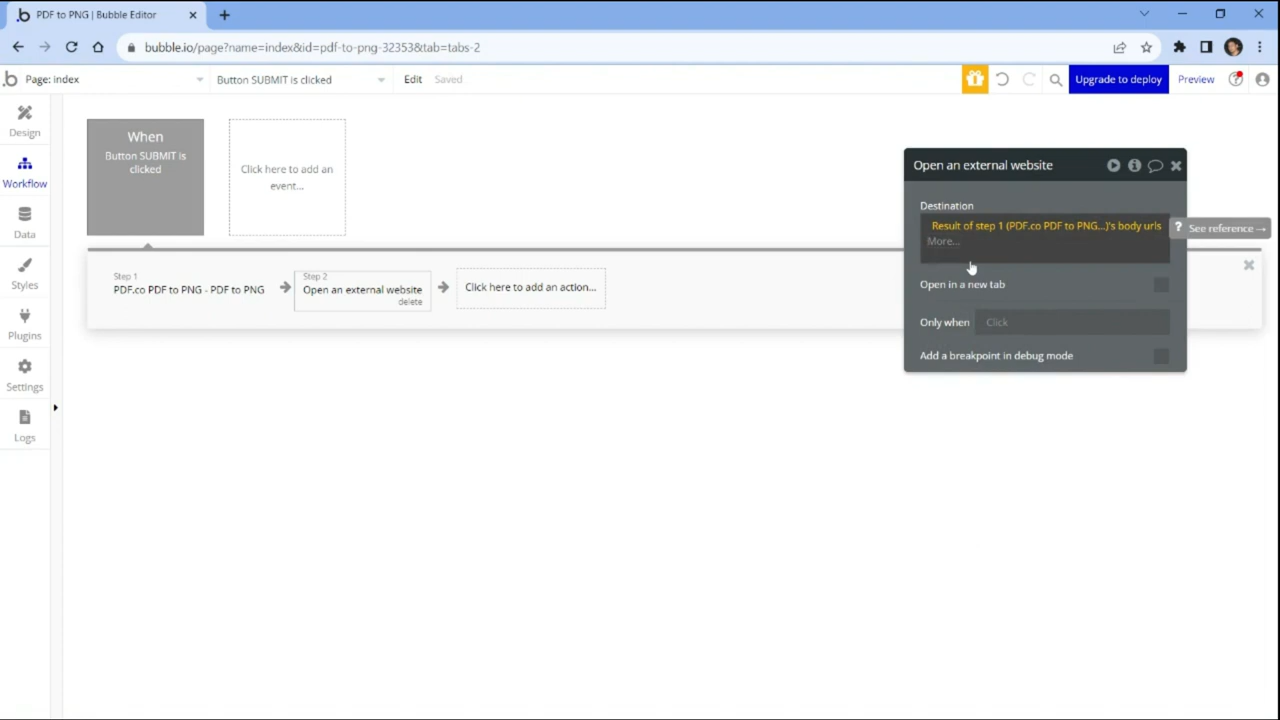 PDF to PNG | Bubble Editor
bubble.io/page?name=index&id=pdf-to-png-32353&tab=tabs-2
Page: index
Button SUBMIT is clicked
Edit
Saved
Upgrade to deploy
Preview
Design
Workflow
Data
Styles
Plugins
Settings
Logs
When
Button SUBMIT is
clicked
Click here to add an
event...
Step 1
PDF.co PDF to PNG - PDF to PNG
Step 2
Open an external website
delete
Click here to add an action...
Open an external website
Destination
Result of step 1 (PDF.co PDF to PNG...)'s body urls
More...
? See reference →
Open in a new tab
Only when
Click
Add a breakpoint in debug mode